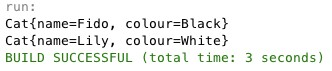 run:
Cat{name=Fido, colour=Black}
Cat{name=Lily, colour=White}
BUILD SUCCESSFUL (total time: 3 seconds)